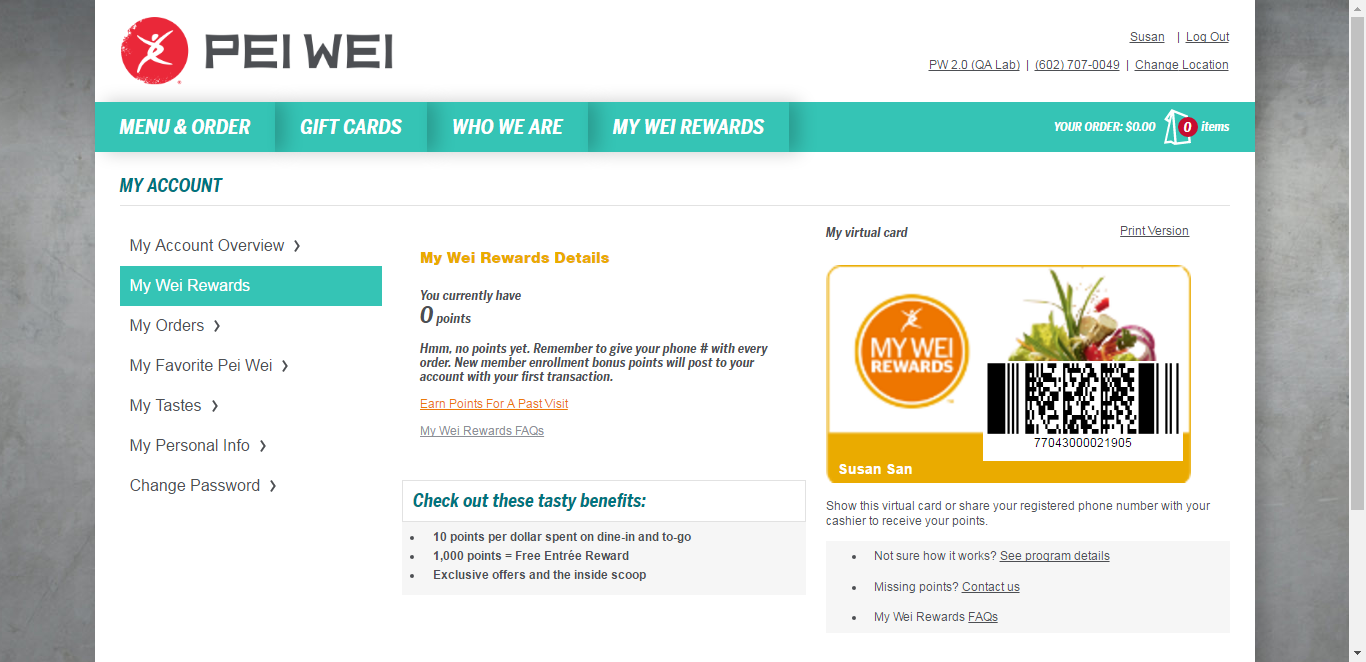 PEI WEI
Susan | Log Out
PW 2.0 (QA Lab) | (602) 707-0049 | Change Location
MENU & ORDER GIFT CARDS WHO WE ARE MY WEI REWARDS YOUR ORDER: $0.00 0 items
MY ACCOUNT
My Account Overview
My Wei Rewards
My Orders
My Favorite Pei Wei
My Tastes
My Personal Info
Change Password
My Wei Rewards Details
You currently have
0 points
Hmm, no points yet. Remember to give your phone # with every
order. New member enrollment bonus points will post to your
account with your first transaction.
Earn Points For A Past Visit
My Wei Rewards FAQs
Check out these tasty benefits:
• 10 points per dollar spent on dine-in and to-go
• 1,000 points = Free Entrée Reward
• Exclusive offers and the inside scoop
My virtual card Print Version
MY WEI
REWARDS
™
77043000021905
Susan San
Show this virtual card or share your registered phone number with your
cashier to receive your points.
• Not sure how it works? See program details
• Missing points? Contact us
• My Wei Rewards FAQs